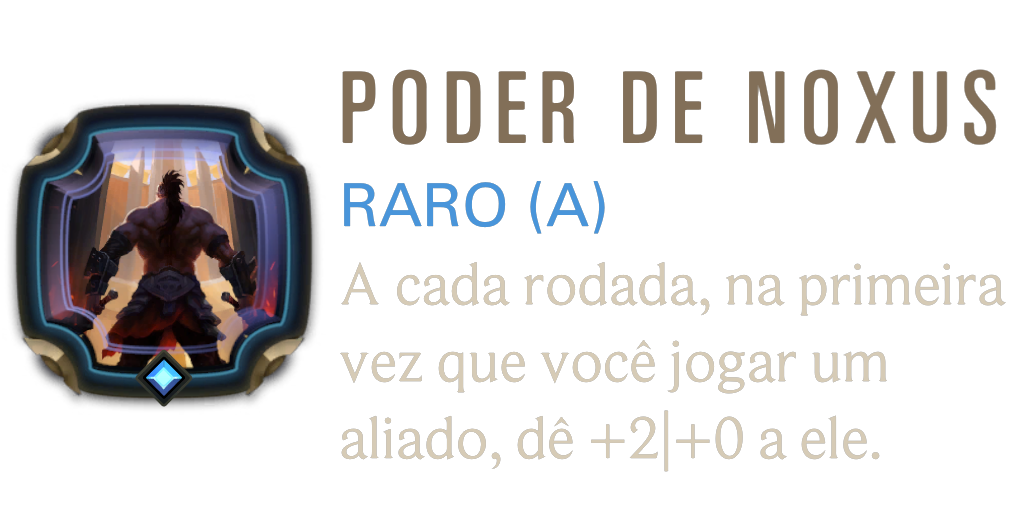 PODER DE NOXUS
RARO (A)
A cada rodada, na primeira
vez que você jogar um
aliado, dê +2|+0 a ele.